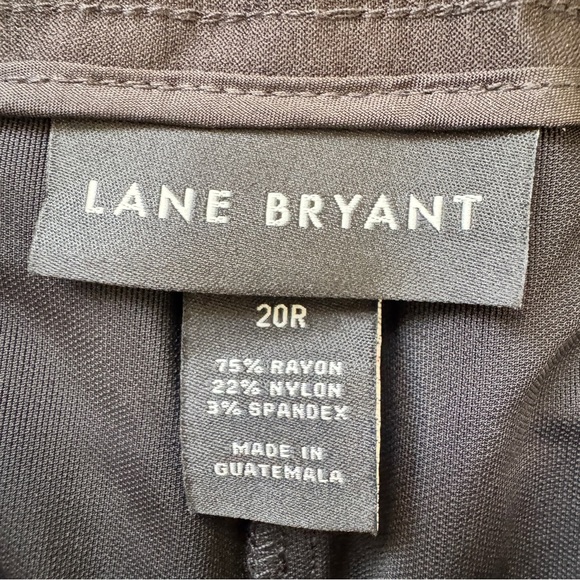 LANE BRYANT
20R
75% RAYON
22% NYLON
3% SPANDEX
MADE IN
GUATEMALA